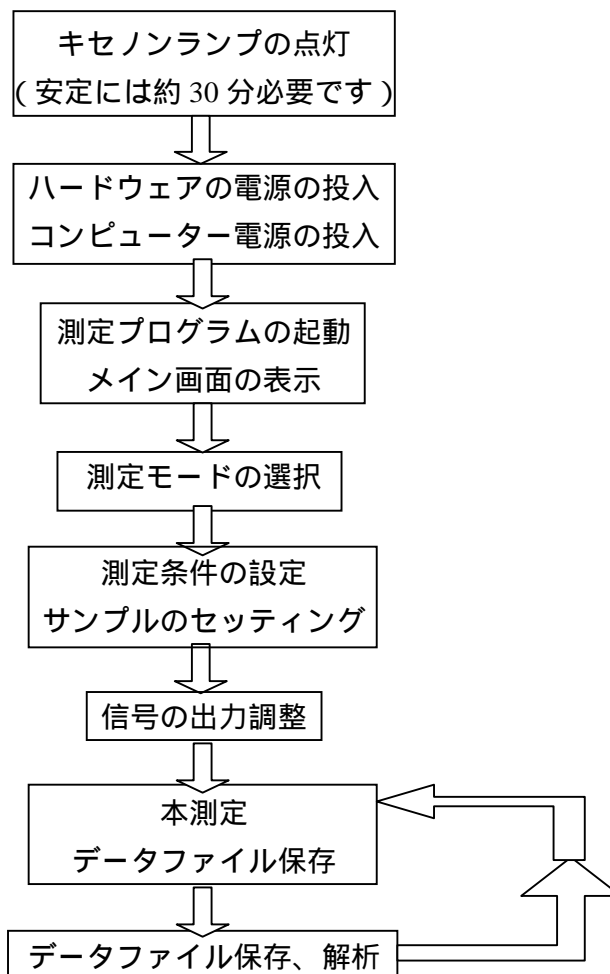 キセノンランプの点灯
(安定には約 30 分必要です)
ハードウェアの電源の投入
コンピューター電源の投入
測定プログラムの起動
メイン画面の表示
測定モードの選択
測定条件の設定
サンプルのセッティング
信号の出力調整
本測定
データファイル保存
データファイル保存、解析